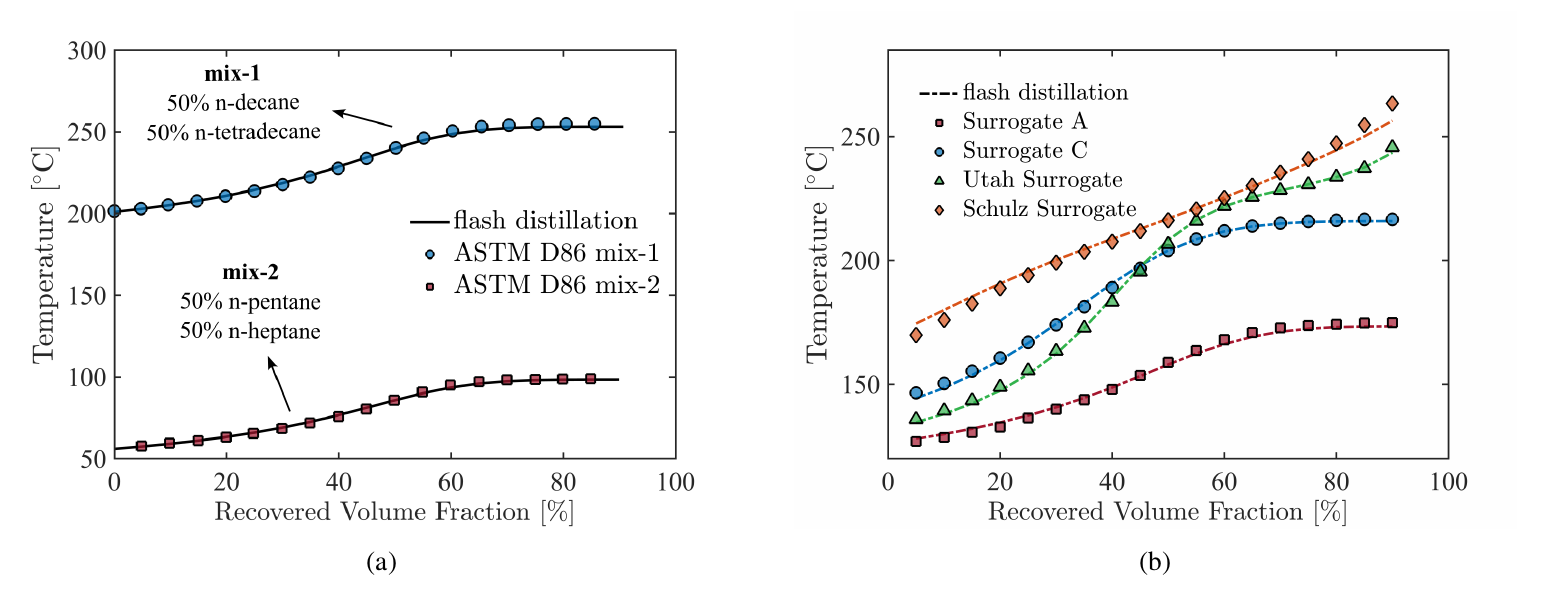 300
250
200
150
100
50
0
20
40
60
80
100
Temperature [°C]
Recovered Volume Fraction [%]
mix-1
50% n-decane
50% n-tetradecane
flash distillation
ASTM D86 mix-1
ASTM D86 mix-2
mix-2
50% n-pentane
50% n-heptane
(a)
250
200
150
0
20
40
60
80
100
Temperature [°C]
Recovered Volume Fraction [%]
flash distillation
Surrogate A
Surrogate C
Utah Surrogate
Schulz Surrogate
(b)